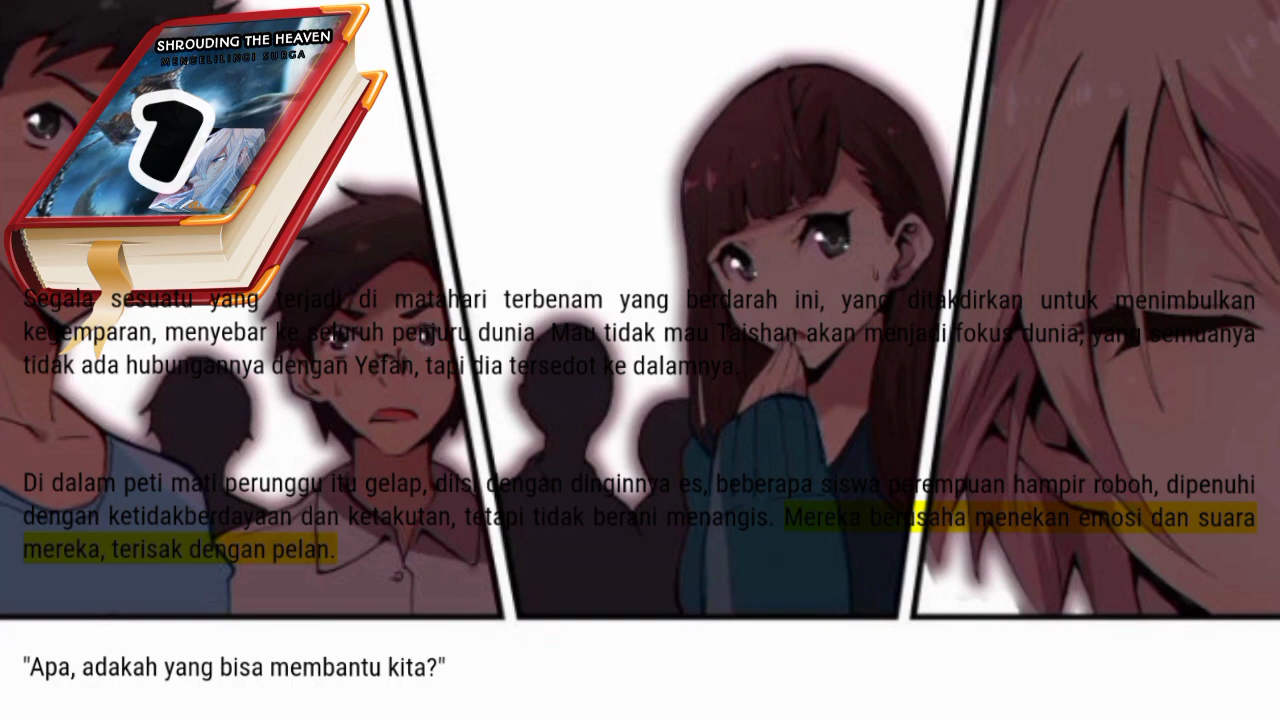 SHROUDING THE HEAVEN
MENGELILINGI SURGA
1
Segala sesuatu yang terjadi di matahari terbenam yang berdarah ini, yang ditakdirkan untuk menimbulkan
kegemparan, menyebar ke seluruh penjuru dunia. Mau tidak mau Taishan akan menjadi fokus dunia, yang semuanya
tidak ada hubungannya dengan Yefan, tapi dia tersedot ke dalamnya.
Di dalam peti mati perunggu itu gelap, diisi dengan dinginnya es, beberapa siswa perempuan hampir roboh, dipenuhi
dengan ketidakberdayaan dan ketakutan, tetapi tidak berani menangis. Mereka berusaha menekan emosi dan suara
mereka, terisak dengan pelan.
"Apa, adakah yang bisa membantu kita?"